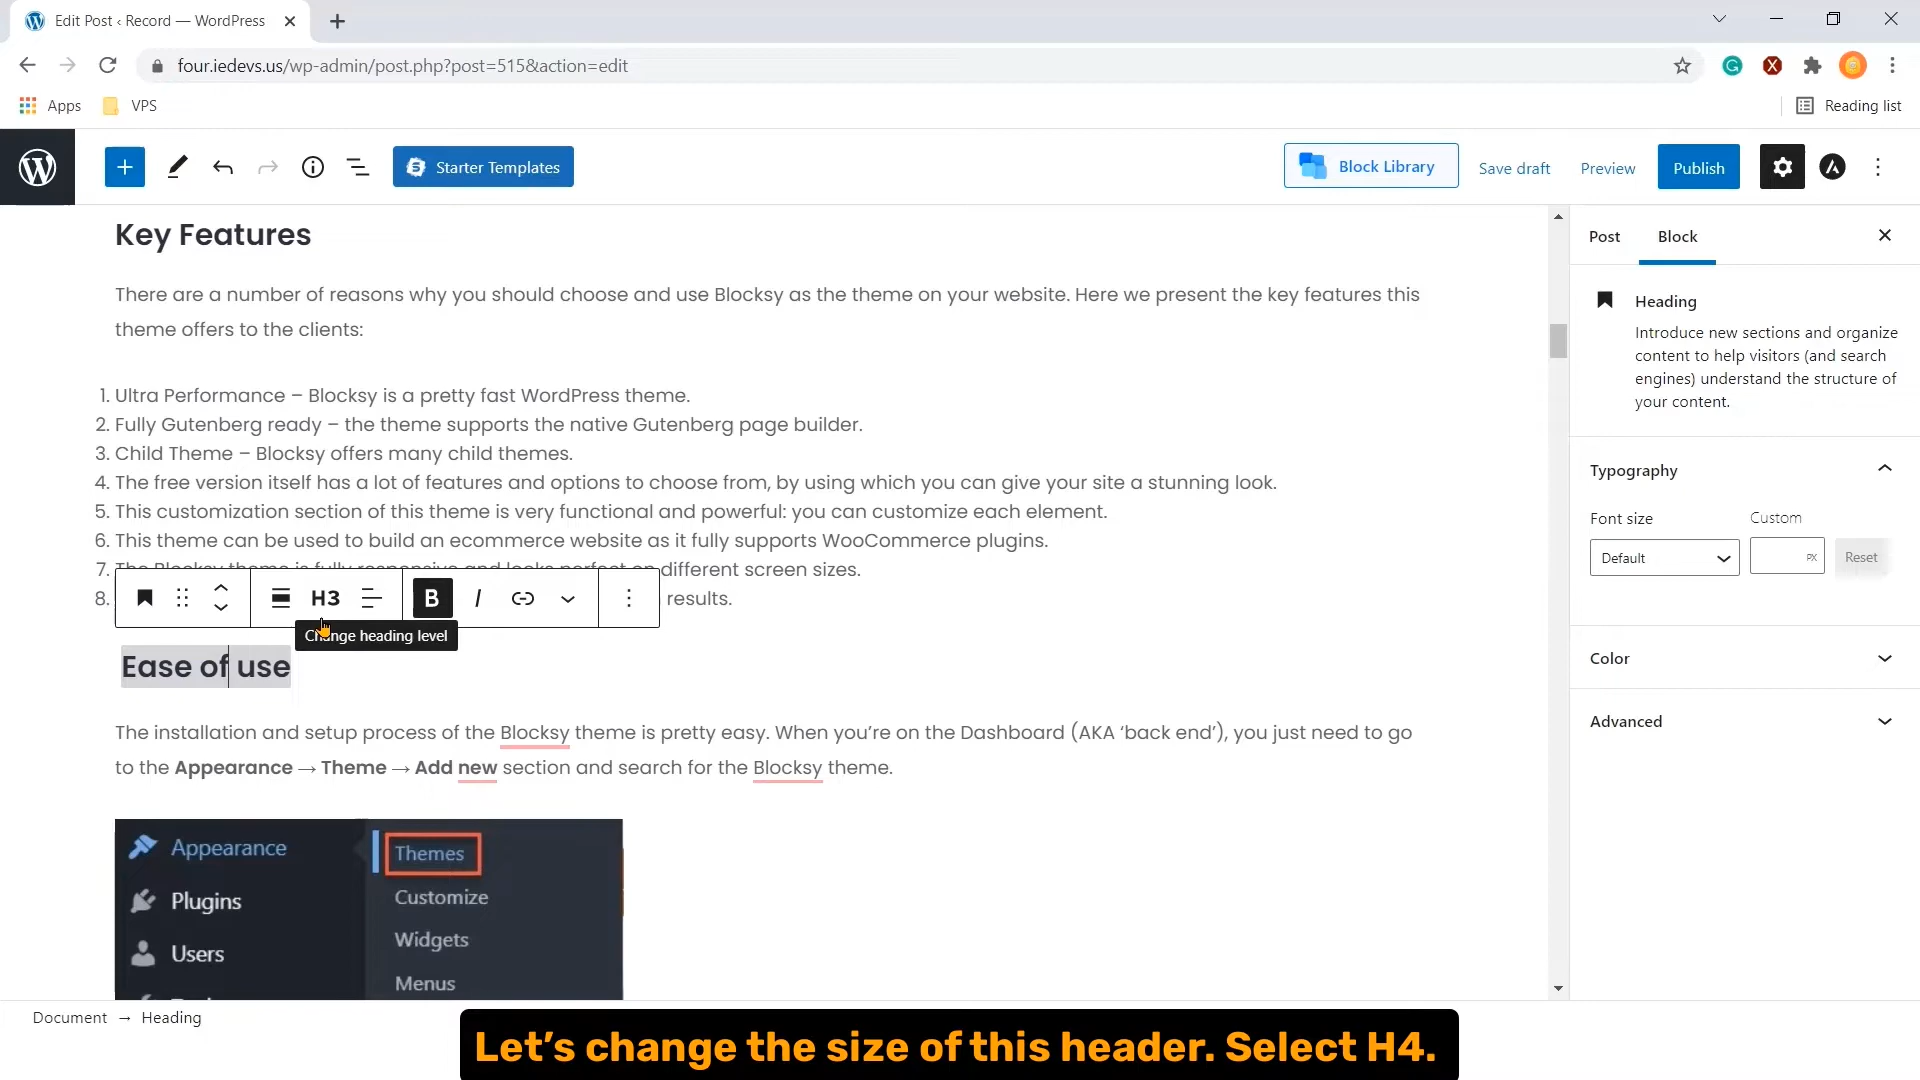 Edit Post ‹ Record — WordPress
four.iedevs.us/wp-admin/post.php?post=515&action=edit
Apps VPS Reading list
Starter Templates Block Library Save draft Preview Publish
Key Features
There are a number of reasons why you should choose and use Blocksy as the theme on your website. Here we present the key features this
theme offers to the clients:
1. Ultra Performance – Blocksy is a pretty fast WordPress theme.
2. Fully Gutenberg ready – the theme supports the native Gutenberg page builder.
3. Child Theme – Blocksy offers many child themes.
4. The free version itself has a lot of features and options to choose from, by using which you can give your site a stunning look.
5. This customization section of this theme is very functional and powerful: you can customize each element.
6. This theme can be used to build an ecommerce website as it fully supports WooCommerce plugins.
7. The Blocksy theme is fully responsive and looks perfect on different screen sizes.
8. results.
H3 B I
Change heading level
Ease of use
The installation and setup process of the Blocksy theme is pretty easy. When you’re on the Dashboard (AKA ‘back end’), you just need to go
to the Appearance → Theme → Add new section and search for the Blocksy theme.
Appearance
Plugins
Users
Themes
Customize
Widgets
Menus
Post Block
Heading
Introduce new sections and organize
content to help visitors (and search
engines) understand the structure of
your content.
Typography
Font size Custom
Default PX Reset
Color
Advanced
Document → Heading
Let’s change the size of this header. Select H4.